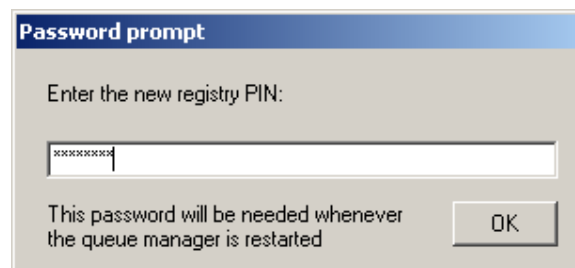 Password prompt
Enter the new registry PIN:
********
This password will be needed whenever
the queue manager is restarted
OK